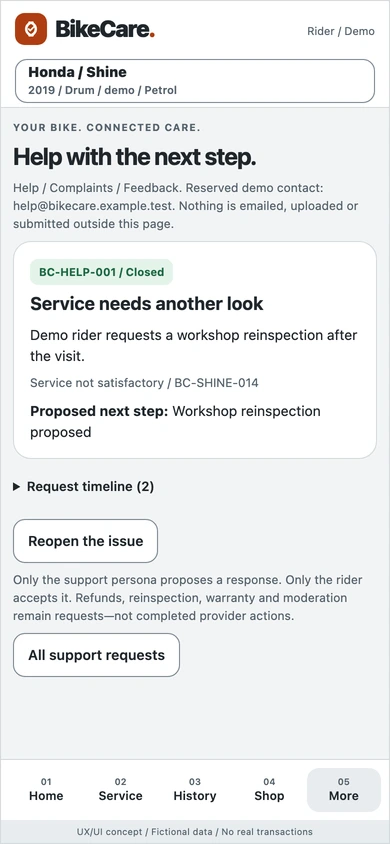 BikeCare.
Rider / Demo
Honda / Shine
2019 / Drum / demo / Petrol
YOUR BIKE. CONNECTED CARE.
Help with the next step.
Help / Complaints / Feedback. Reserved demo contact:
help@bikecare.example.test. Nothing is emailed, uploaded or
submitted outside this page.
BC-HELP-001 / Closed
Service needs another look
Demo rider requests a workshop reinspection after
the visit.
Service not satisfactory / BC-SHINE-014
Proposed next step: Workshop reinspection
proposed
Request timeline (2)
Reopen the issue
Only the support persona proposes a response. Only the rider
accepts it. Refunds, reinspection, warranty and moderation
remain requests—not completed provider actions.
All support requests
01
Home
02
Service
03
History
04
Shop
05
More
UX/UI concept / Fictional data / No real transactions